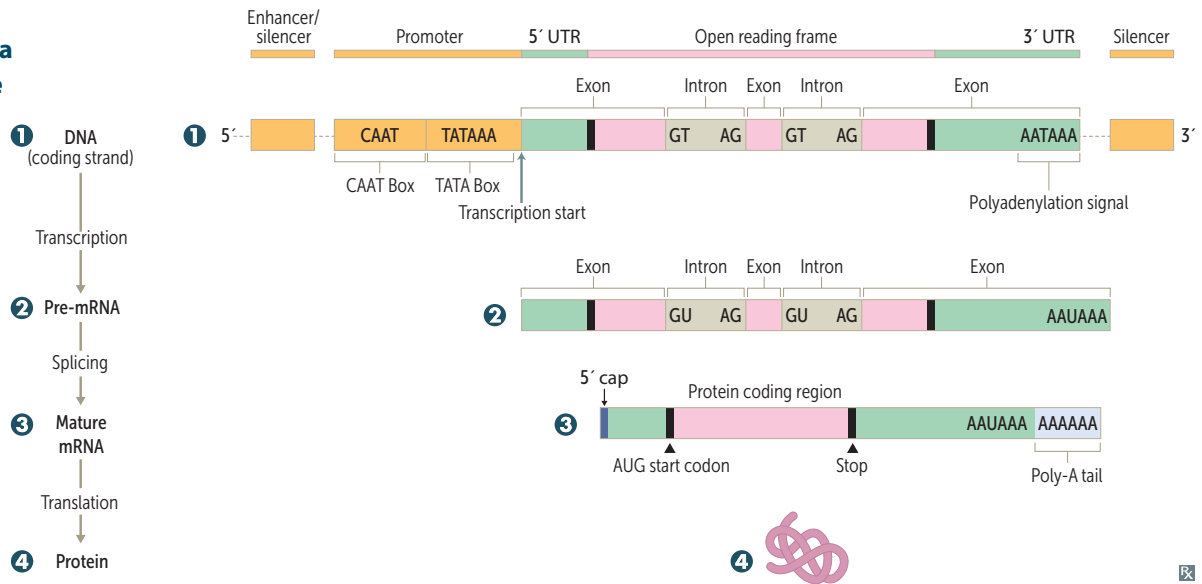 a
e
Enhancer/
silencer
Promoter
5´ UTR
Open reading frame
3´ UTR
Silencer
Exon
Intron
Exon
Intron
Exon
1
DNA
(coding strand)
1
5´
CAAT
TATAAA
GT
AG
GT
AG
AATAAA
3´
CAAT Box
TATA Box
Transcription start
Polyadenylation signal
Transcription
Exon
Intron
Exon
Intron
Exon
2
Pre-mRNA
2
GU
AG
GU
AG
AAUAAA
Splicing
5´ cap
Protein coding region
3
Mature
mRNA
3
AAUAAA
AAAAAA
AUG start codon
Stop
Poly-A tail
Translation
4
Protein
4
Rx